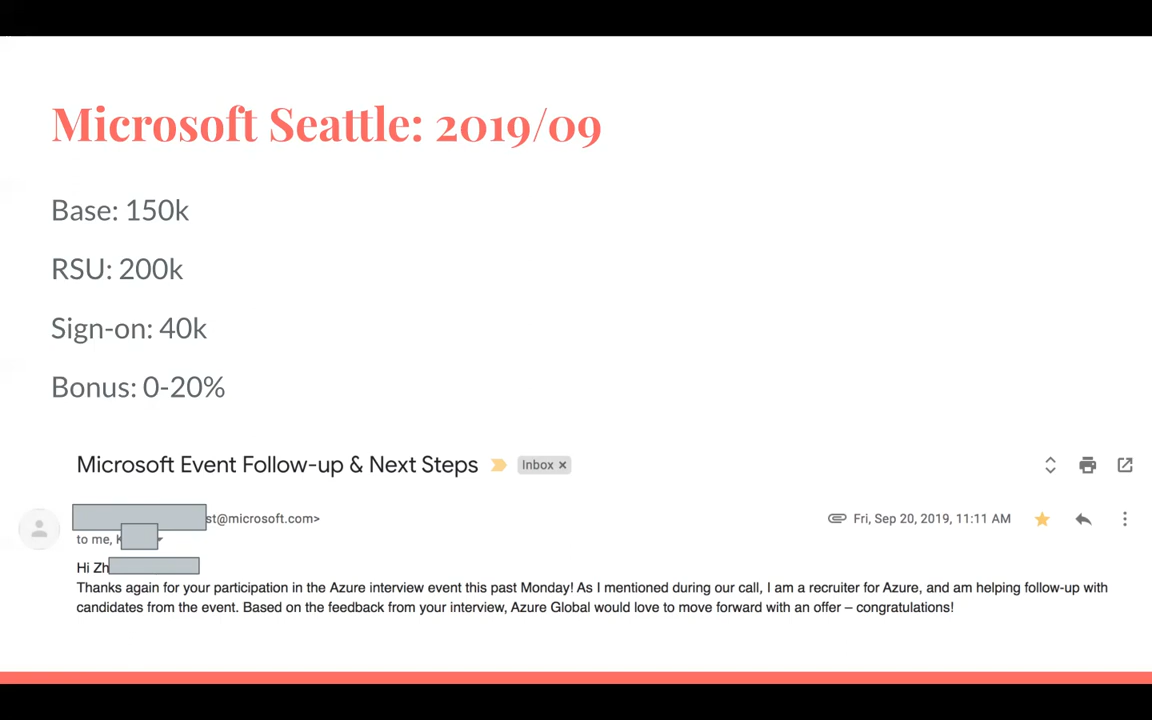 Microsoft Seattle: 2019/09
Base: 150k
RSU: 200k
Sign-on: 40k
Bonus: 0-20%
Microsoft Event Follow-up & Next Steps Inbox ×
st@microsoft.com> Fri, Sep 20, 2019, 11:11 AM
to me, K
Hi Zh
Thanks again for your participation in the Azure interview event this past Monday! As I mentioned during our call, I am a recruiter for Azure, and am helping follow-up with
candidates from the event. Based on the feedback from your interview, Azure Global would love to move forward with an offer – congratulations!